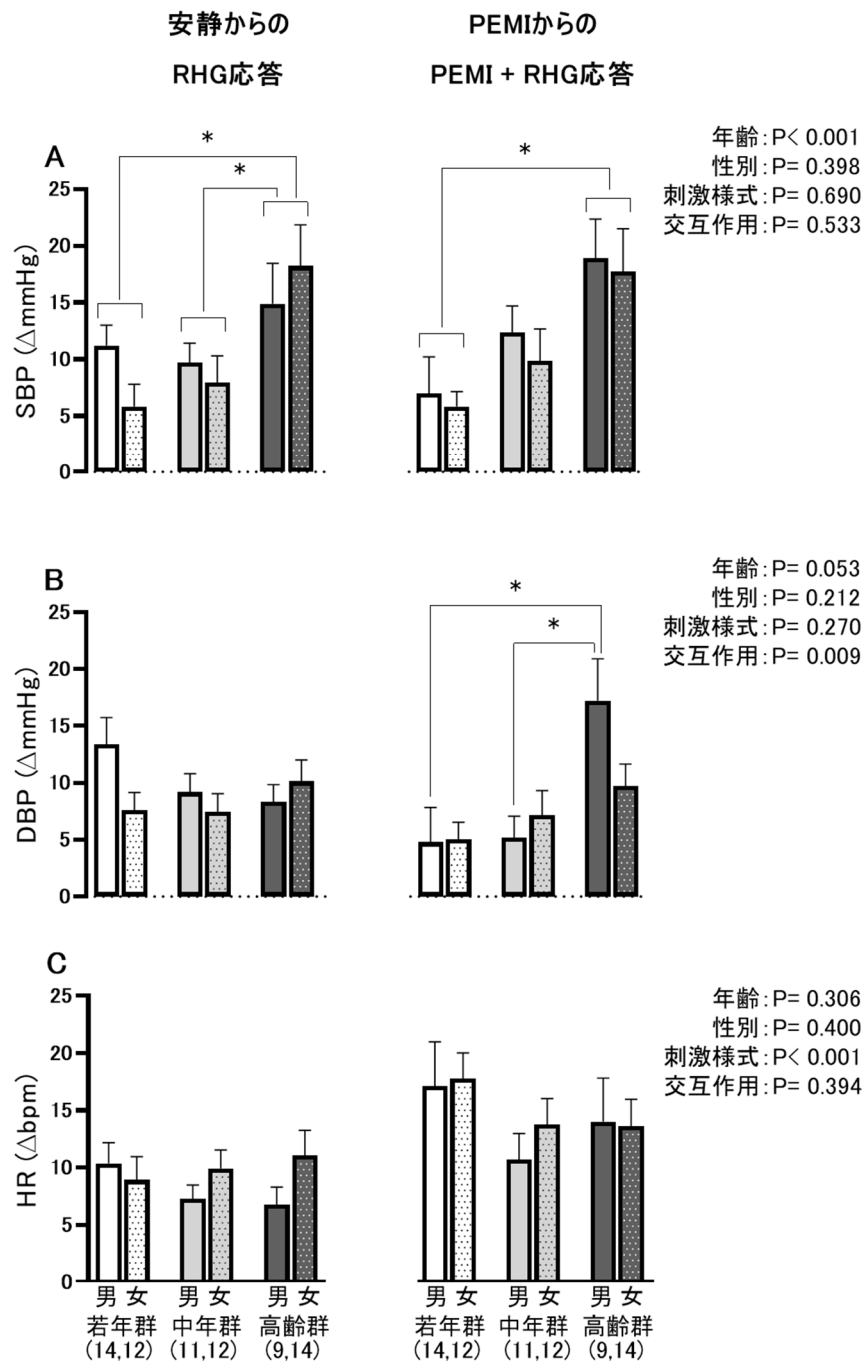 安静からの
RHG応答
PEMIからの
PEMI + RHG応答
A
SBP (△mmHg)
25
20
15
10
5
0
*
*
*
年齢：P< 0.001
性別：P= 0.398
刺激様式：P= 0.690
交互作用：P= 0.533
B
DBP (△mmHg)
25
20
15
10
5
0
*
*
年齢：P= 0.053
性別：P= 0.212
刺激様式：P= 0.270
交互作用：P= 0.009
C
HR (△bpm)
25
20
15
10
5
0
年齢：P= 0.306
性別：P= 0.400
刺激様式：P< 0.001
交互作用：P= 0.394
男 女 男 女 男 女
若年群 中年群 高齢群
(14,12) (11,12) (9,14)
男 女 男 女 男 女
若年群 中年群 高齢群
(14,12) (11,12) (9,14)